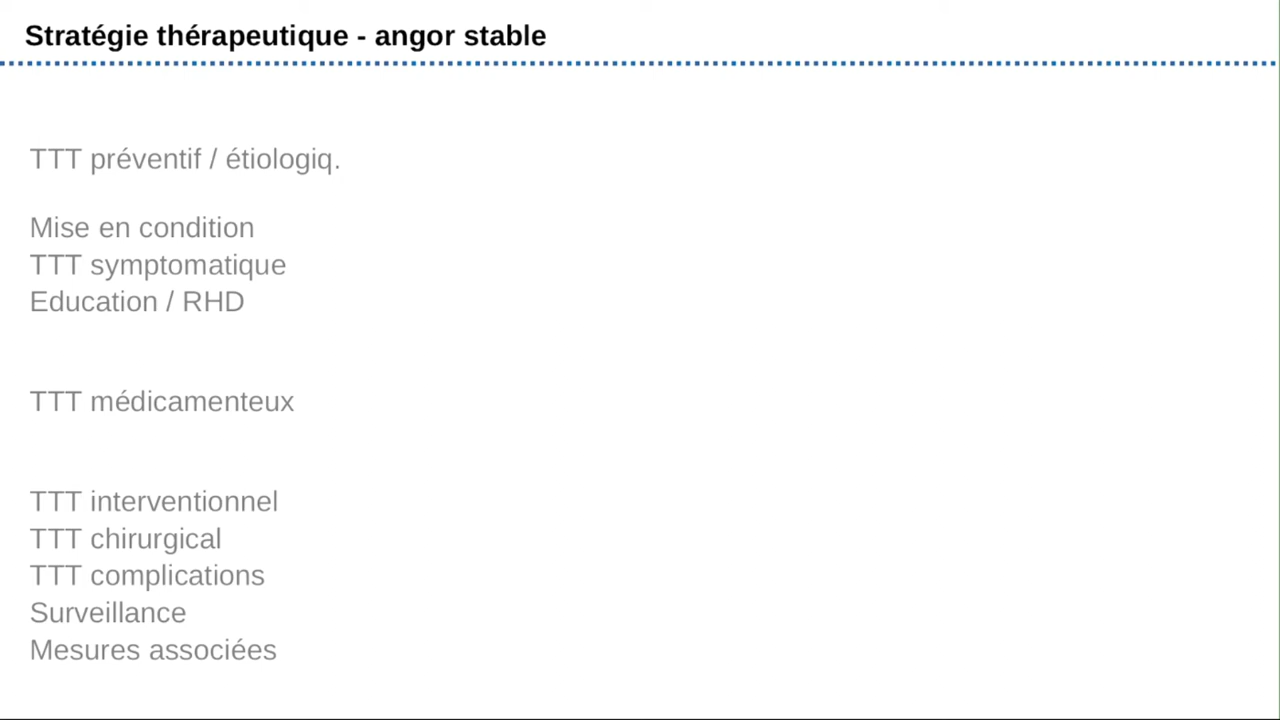 Stratégie thérapeutique - angor stable
TTT préventif / étiologiq.
Mise en condition
TTT symptomatique
Education / RHD
TTT médicamenteux
TTT interventionnel
TTT chirurgical
TTT complications
Surveillance
Mesures associées